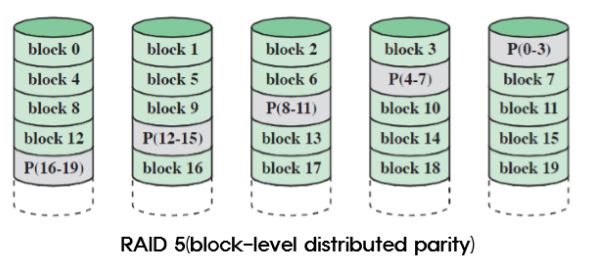 block 0 block 1 block 2 block 3 P(0-3)
block 4 block 5 block 6 P(4-7) block 7
block 8 block 9 P(8-11) block 10 block 11
block 12 P(12-15) block 13 block 14 block 15
P(16-19) block 16 block 17 block 18 block 19
RAID 5(block-level distributed parity)